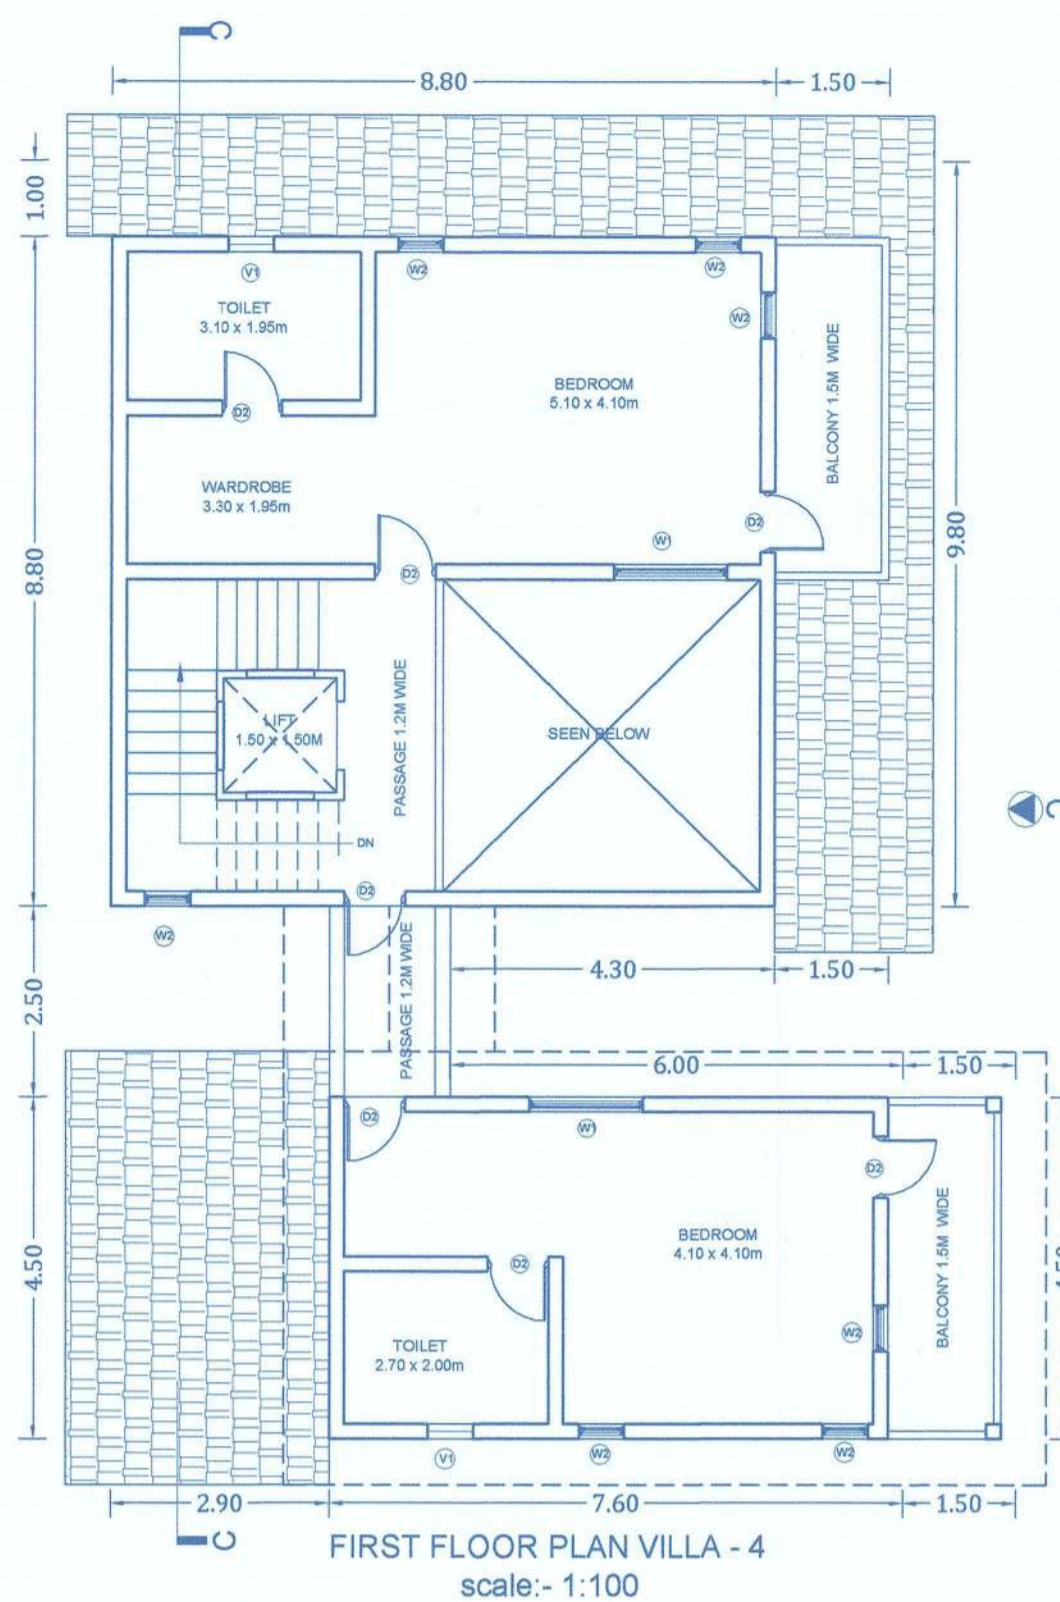 C
8.80
1.50
1.00
V1
W2
W2
TOILET
3.10 x 1.95m
W2
BEDROOM
5.10 x 4.10m
BALCONY 1.5M WIDE
D2
WARDROBE
3.30 x 1.95m
D2
W1
8.80
9.80
D2
PASSAGE 1.2M WIDE
LIFT
1.50 x 1.50M
SEEN BELOW
C
DN
D2
W2
PASSAGE 1.2M WIDE
4.30
1.50
2.50
6.00
1.50
D2
W1
D2
BEDROOM
4.10 x 4.10m
BALCONY 1.5M WIDE
4.50
D2
4.50
W2
TOILET
2.70 x 2.00m
V1
W2
W2
2.90
7.60
1.50
C
FIRST FLOOR PLAN VILLA - 4
scale:- 1:100